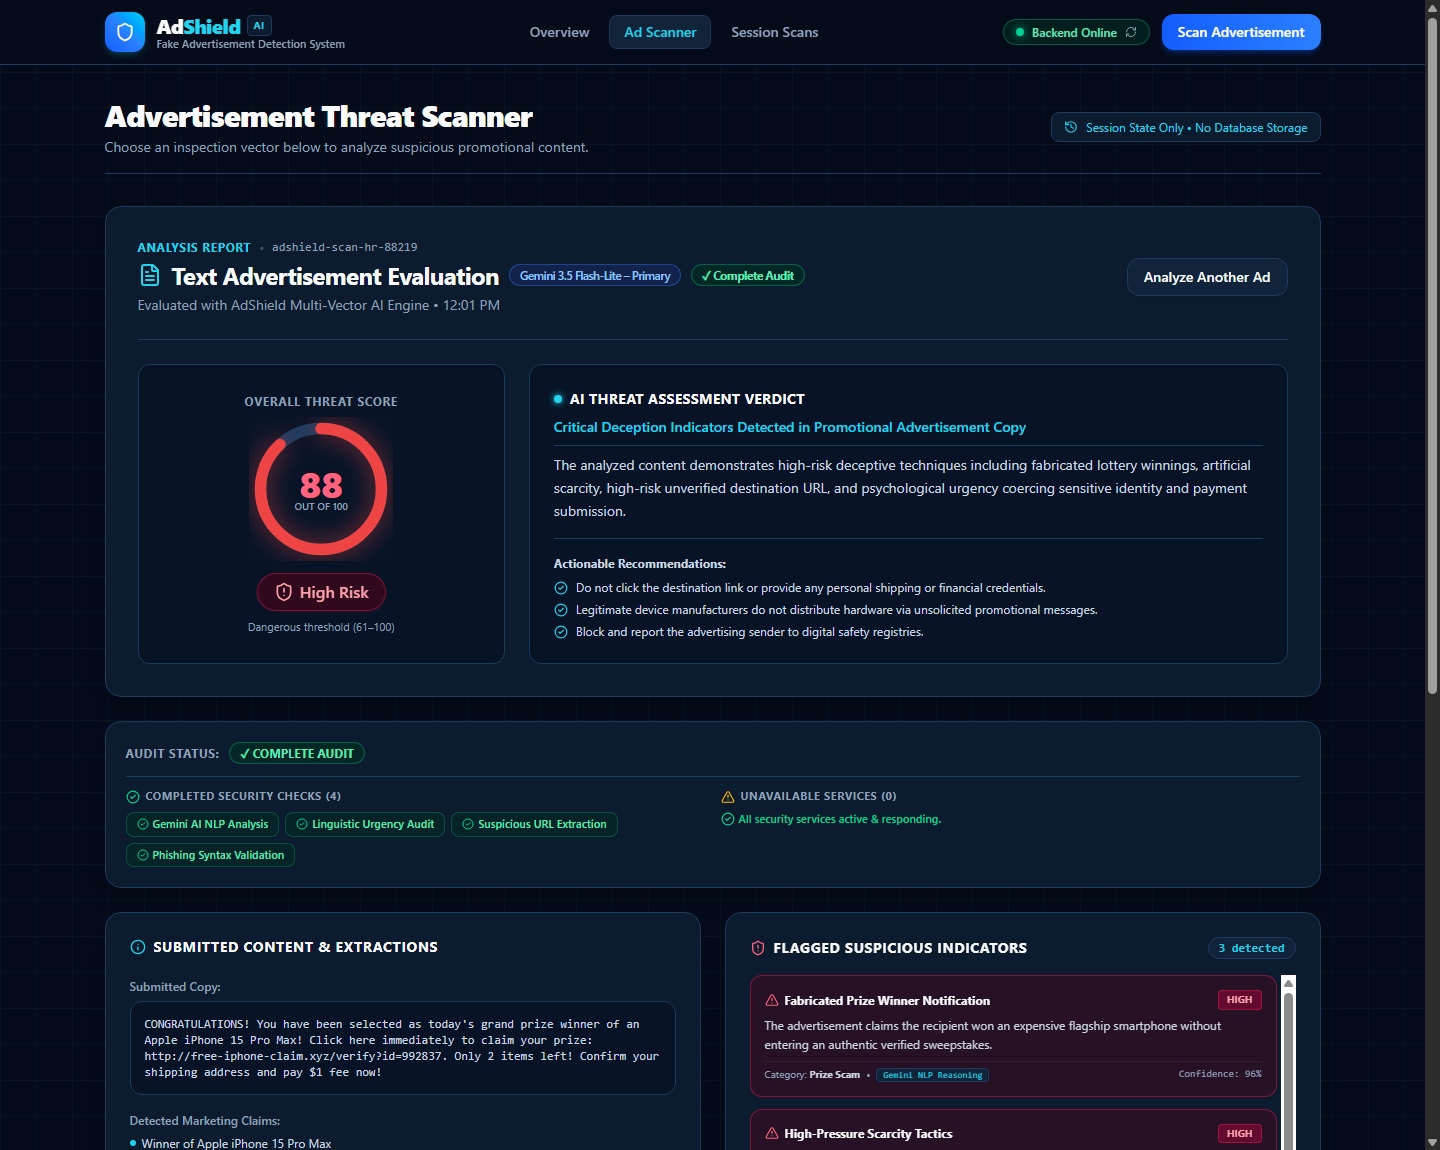 AdShield AI
Fake Advertisement Detection System
Overview
Ad Scanner
Session Scans
Backend Online
Scan Advertisement
Advertisement Threat Scanner
Choose an inspection vector below to analyze suspicious promotional content.
Session State Only • No Database Storage
ANALYSIS REPORT • adshield-scan-hr-88219
Text Advertisement Evaluation
Gemini 3.5 Flash-Lite – Primary
✓ Complete Audit
Evaluated with AdShield Multi-Vector AI Engine • 12:01 PM
Analyze Another Ad
OVERALL THREAT SCORE
88
OUT OF 100
High Risk
Dangerous threshold (61–100)
AI THREAT ASSESSMENT VERDICT
Critical Deception Indicators Detected in Promotional Advertisement Copy
The analyzed content demonstrates high-risk deceptive techniques including fabricated lottery winnings, artificial
scarcity, high-risk unverified destination URL, and psychological urgency coercing sensitive identity and payment
submission.
Actionable Recommendations:
Do not click the destination link or provide any personal shipping or financial credentials.
Legitimate device manufacturers do not distribute hardware via unsolicited promotional messages.
Block and report the advertising sender to digital safety registries.
AUDIT STATUS: ✓ COMPLETE AUDIT
COMPLETED SECURITY CHECKS (4)
Gemini AI NLP Analysis
Linguistic Urgency Audit
Suspicious URL Extraction
Phishing Syntax Validation
UNAVAILABLE SERVICES (0)
All security services active & responding.
SUBMITTED CONTENT & EXTRACTIONS
Submitted Copy:
CONGRATULATIONS! You have been selected as today's grand prize winner of an
Apple iPhone 15 Pro Max! Click here immediately to claim your prize:
http://free-iphone-claim.xyz/verify?id=992837. Only 2 items left! Confirm your
shipping address and pay $1 fee now!
Detected Marketing Claims:
• Winner of Apple iPhone 15 Pro Max
FLAGGED SUSPICIOUS INDICATORS
3 detected
Fabricated Prize Winner Notification
HIGH
The advertisement claims the recipient won an expensive flagship smartphone without
entering an authentic verified sweepstakes.
Category: Prize Scam • Gemini NLP Reasoning
Confidence: 96%
High-Pressure Scarcity Tactics
HIGH